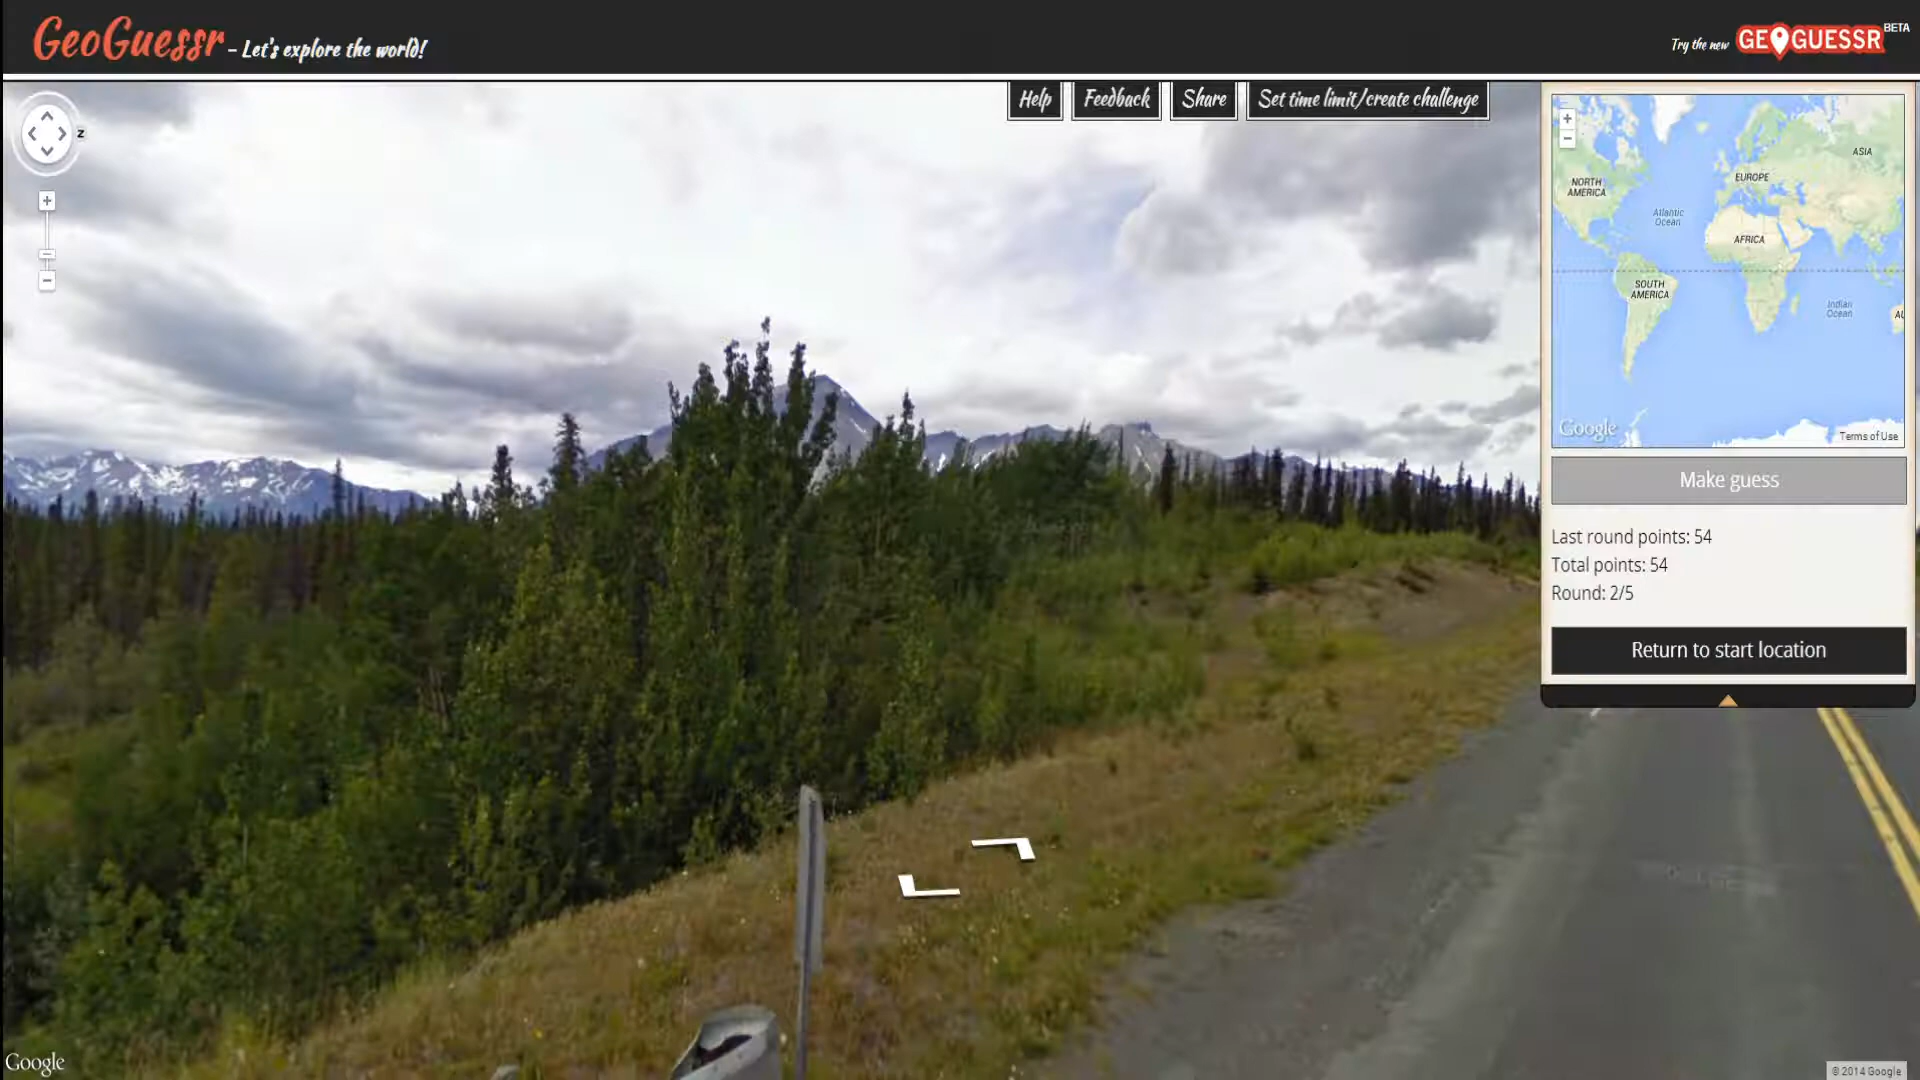 GeoGuessr - Let's explore the world!
Try the new GEOGUESSR BETA
Help
Feedback
Share
Set time limit/create challenge
z
NORTH AMERICA
Atlantic Ocean
EUROPE
ASIA
AFRICA
SOUTH AMERICA
Indian Ocean
AU
Google
Terms of Use
Make guess
Last round points: 54
Total points: 54
Round: 2/5
Return to start location
Google
© 2014 Google